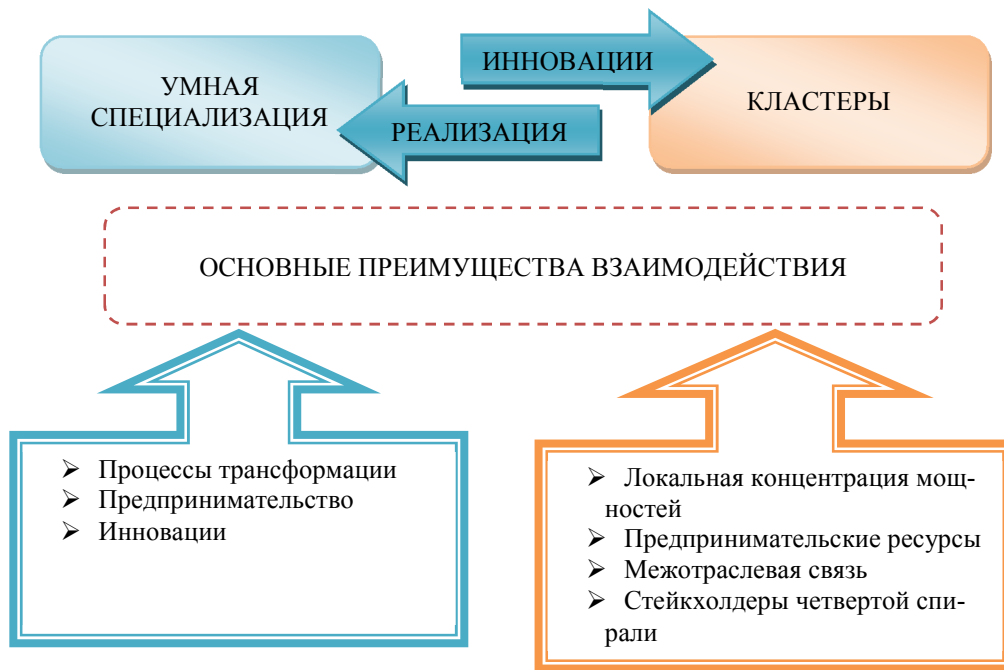 УМНАЯ
СПЕЦИАЛИЗАЦИЯ
ИННОВАЦИИ
РЕАЛИЗАЦИЯ
КЛАСТЕРЫ
ОСНОВНЫЕ ПРЕИМУЩЕСТВА ВЗАИМОДЕЙСТВИЯ
➢ Процессы трансформации
➢ Предпринимательство
➢ Инновации
➢ Локальная концентрация мощ-
ностей
➢ Предпринимательские ресурсы
➢ Межотраслевая связь
➢ Стейкхолдеры четвертой спи-
рали